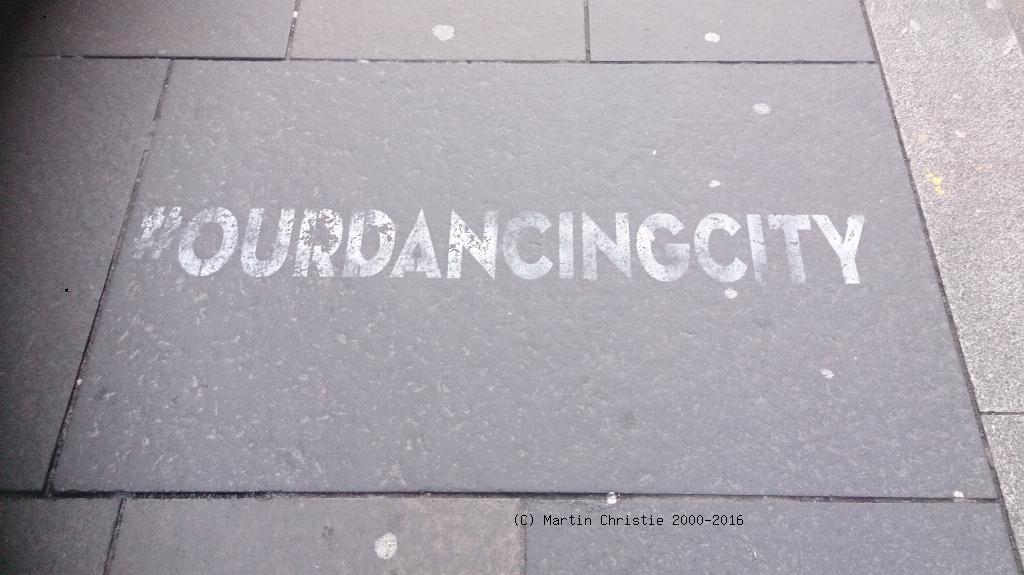 #OURDANCINGCITY
(C) Martin Christie 2000-2016